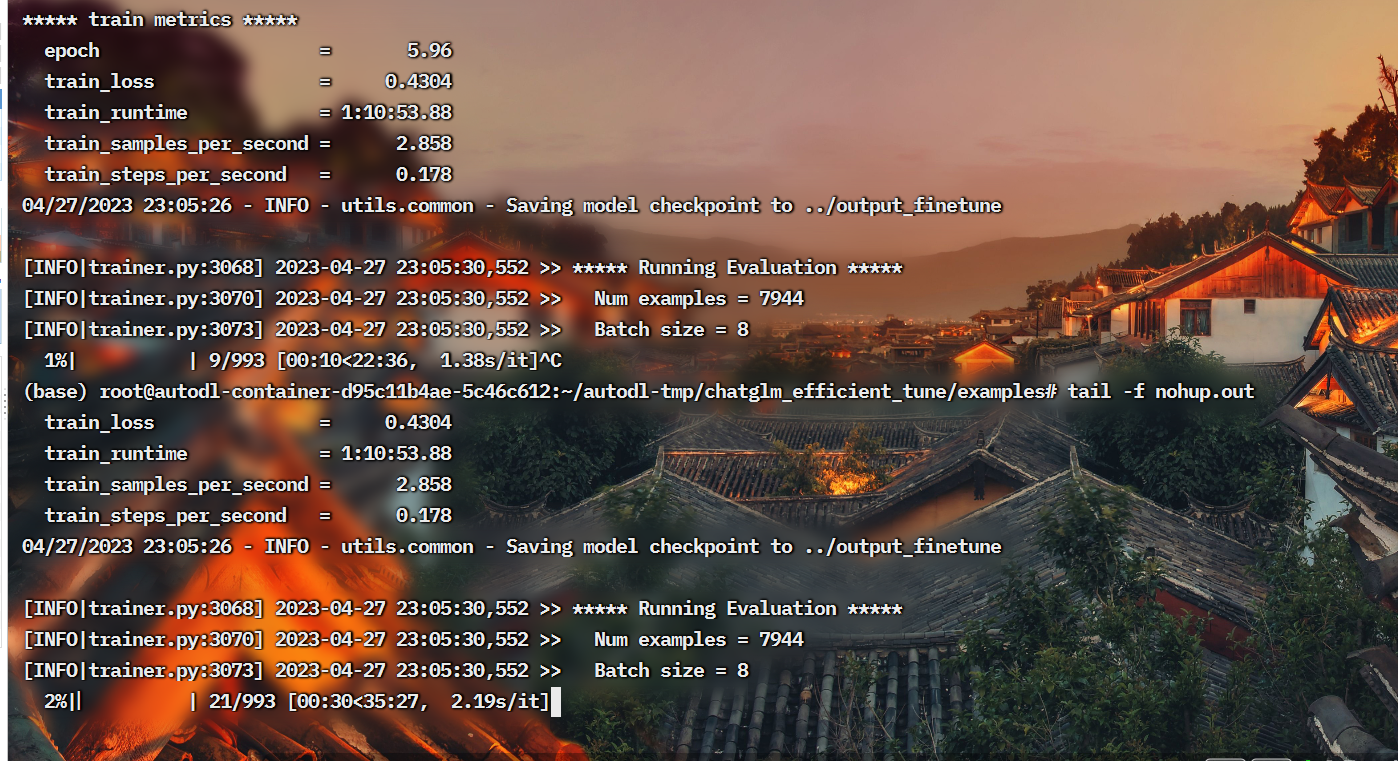 ***** train metrics *****
epoch = 5.96
train_loss = 0.4304
train_runtime = 1:10:53.88
train_samples_per_second = 2.858
train_steps_per_second = 0.178
04/27/2023 23:05:26 - INFO - utils.common - Saving model checkpoint to ../output_finetune
[INFO|trainer.py:3068] 2023-04-27 23:05:30,552 >> ***** Running Evaluation *****
[INFO|trainer.py:3070] 2023-04-27 23:05:30,552 >> Num examples = 7944
[INFO|trainer.py:3073] 2023-04-27 23:05:30,552 >> Batch size = 8
1%| | 9/993 [00:10<22:36, 1.38s/it]^C
(base) root@autodl-container-d95c11b4ae-5c46c612:~/autodl-tmp/chatglm_efficient_tune/examples# tail -f nohup.out
train_loss = 0.4304
train_runtime = 1:10:53.88
train_samples_per_second = 2.858
train_steps_per_second = 0.178
04/27/2023 23:05:26 - INFO - utils.common - Saving model checkpoint to ../output_finetune
[INFO|trainer.py:3068] 2023-04-27 23:05:30,552 >> ***** Running Evaluation *****
[INFO|trainer.py:3070] 2023-04-27 23:05:30,552 >> Num examples = 7944
[INFO|trainer.py:3073] 2023-04-27 23:05:30,552 >> Batch size = 8
2%|▏ | 21/993 [00:30<35:27, 2.19s/it]